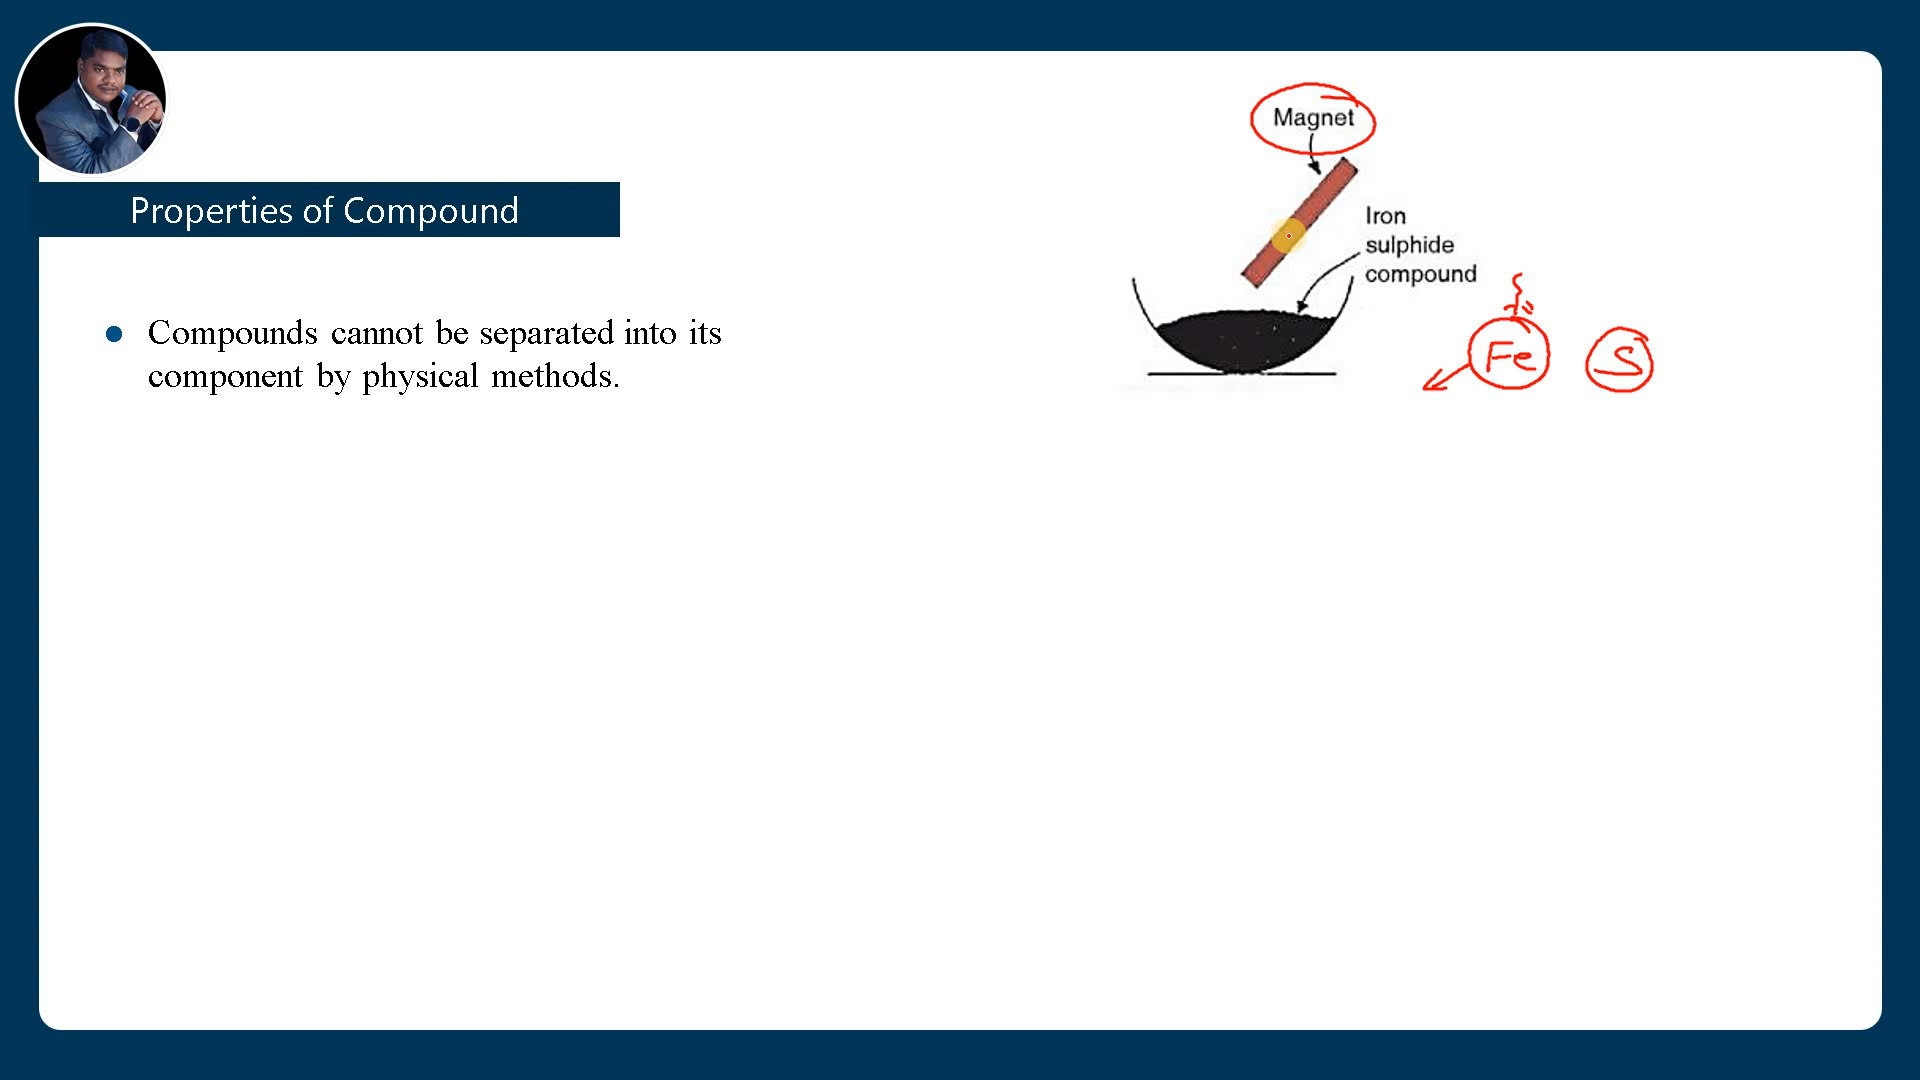 Magnet
Properties of Compound
Iron
sulphide
compound
Compounds cannot be separated into its
component by physical methods.
Fe S